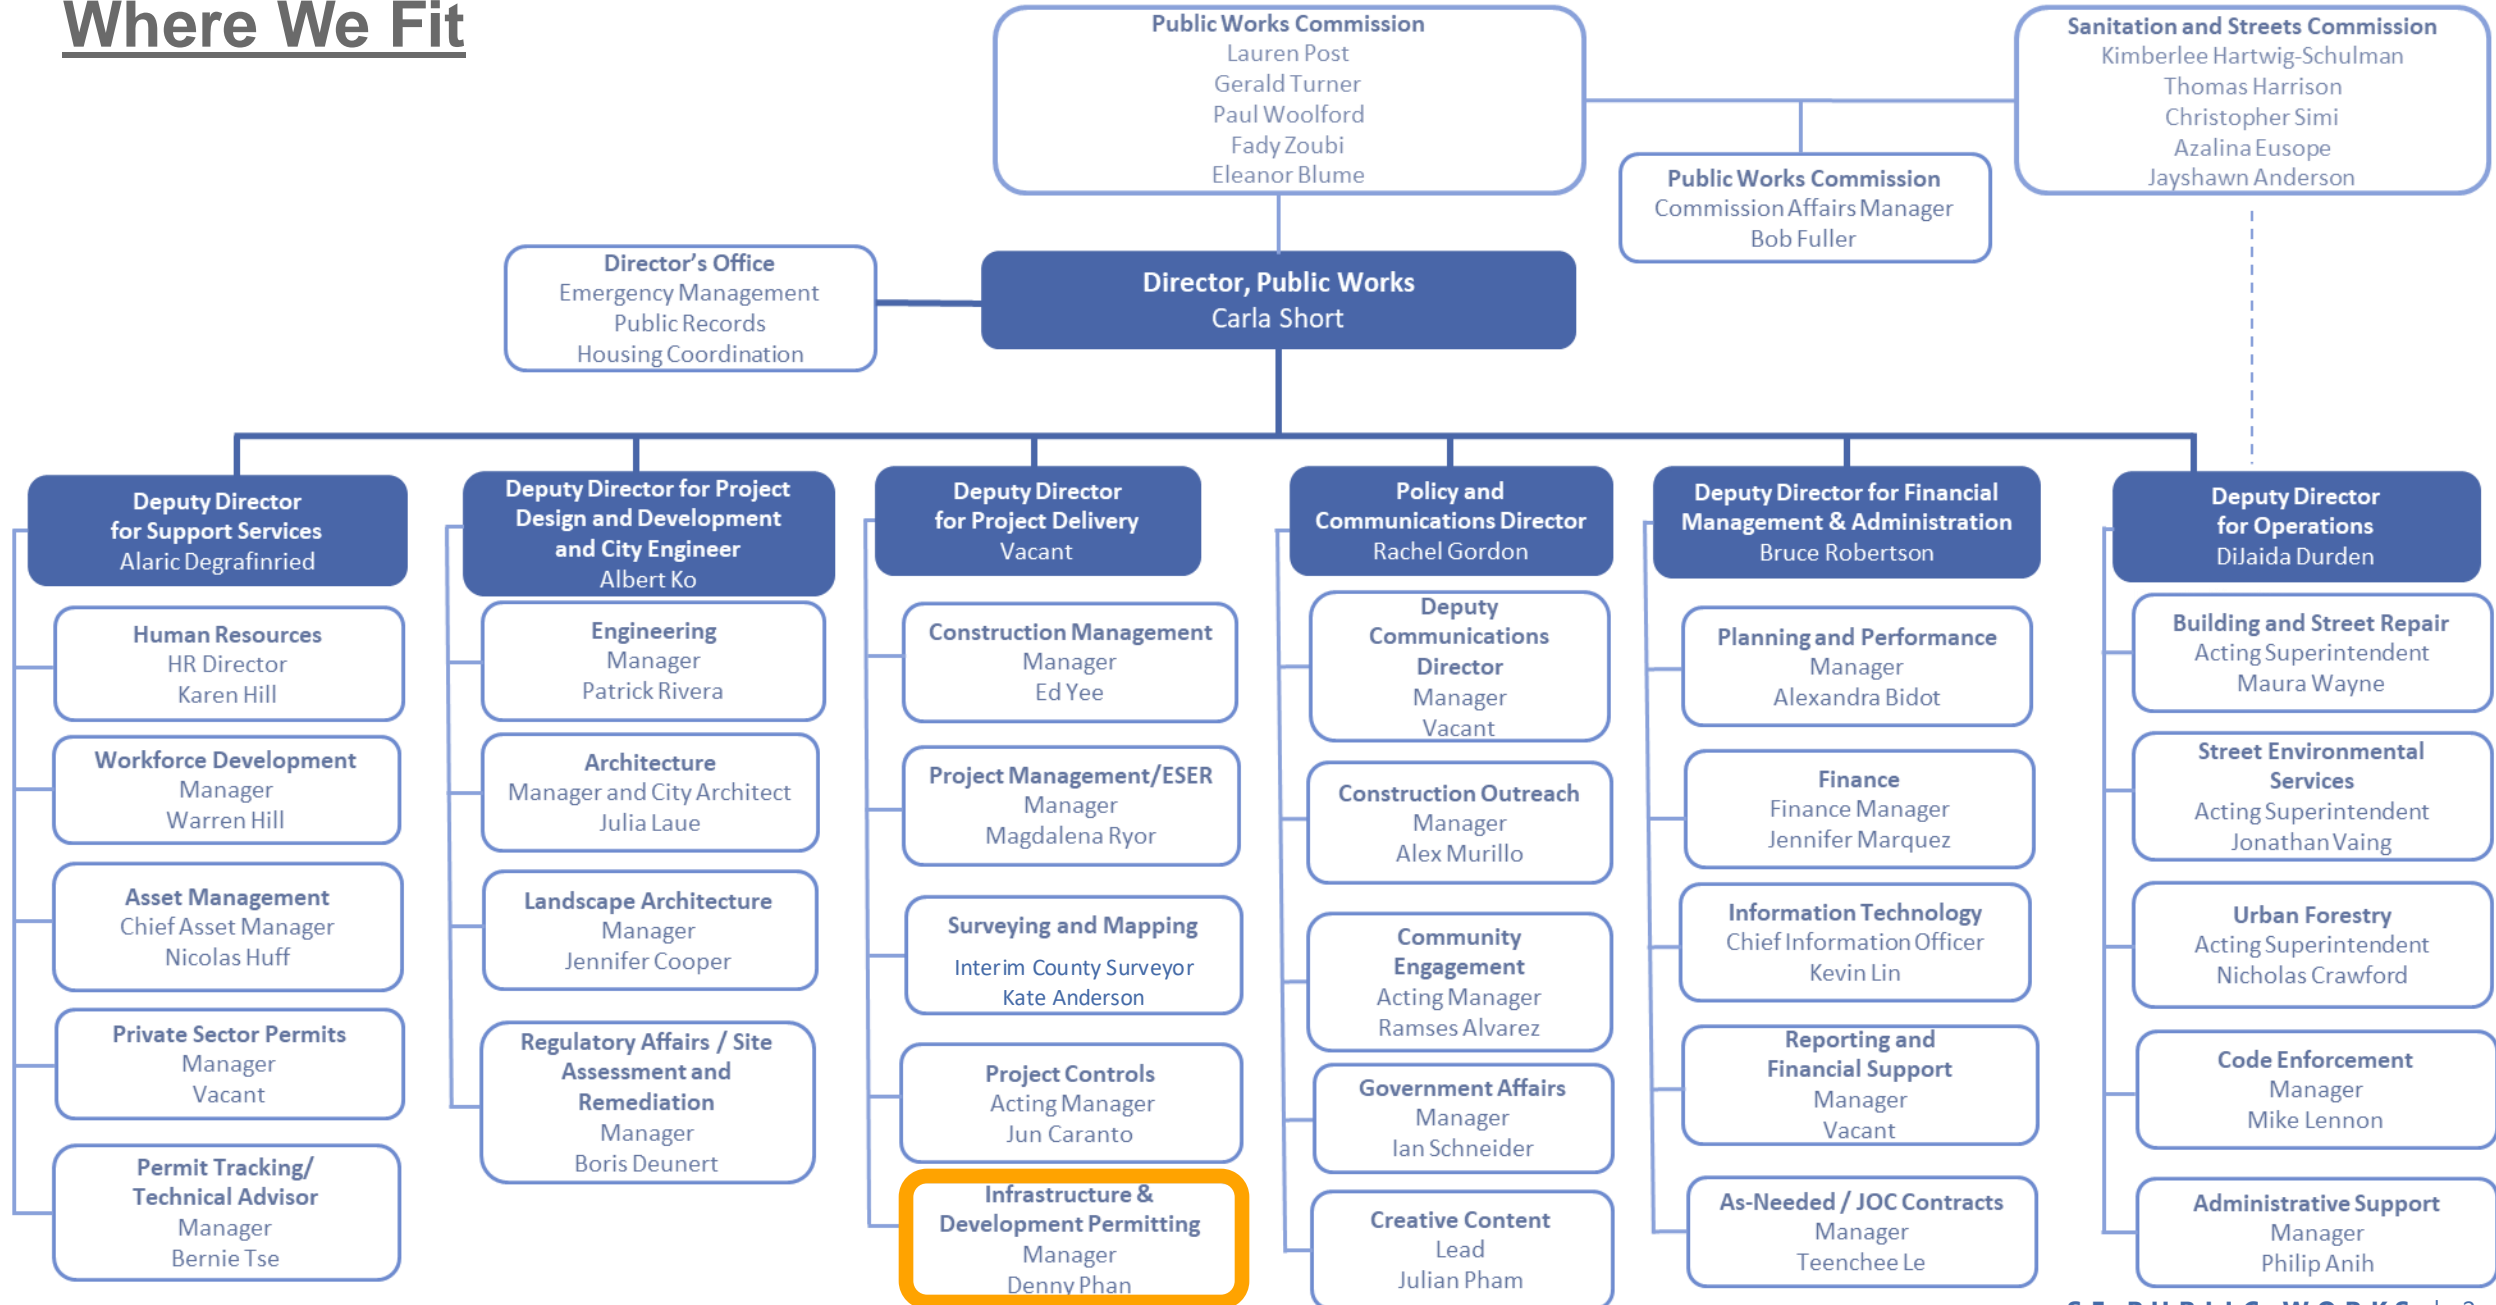 Where We Fit
Public Works Commission
Lauren Post
Gerald Turner
Paul Woolford
Fady Zoubi
Eleanor Blume
Sanitation and Streets Commission
Kimberlee Hartwig-Schulman
Thomas Harrison
Christopher Simi
Azalina Eusope
Jayshawn Anderson
Public Works Commission
Commission Affairs Manager
Bob Fuller
Director's Office
Emergency Management
Public Records
Housing Coordination
Director, Public Works
Carla Short
Deputy Director
for Support Services
Alaric Degrafinried
Human Resources
HR Director
Karen Hill
Workforce Development
Manager
Warren Hill
Asset Management
Chief Asset Manager
Nicolas Huff
Private Sector Permits
Manager
Vacant
Permit Tracking/
Technical Advisor
Manager
Bernie Tse
Deputy Director for Project
Design and Development
and City Engineer
Albert Ko
Engineering
Manager
Patrick Rivera
Architecture
Manager and City Architect
Julia Laue
Landscape Architecture
Manager
Jennifer Cooper
Regulatory Affairs / Site
Assessment and
Remediation
Manager
Boris Deunert
Deputy Director
for Project Delivery
Vacant
Construction Management
Manager
Ed Yee
Project Management/ESER
Manager
Magdalena Ryor
Surveying and Mapping
Interim County Surveyor
Kate Anderson
Project Controls
Acting Manager
Jun Caranto
Infrastructure &
Development Permitting
Manager
Denny Phan
Policy and
Communications Director
Rachel Gordon
Deputy
Communications
Director
Manager
Vacant
Construction Outreach
Manager
Alex Murillo
Community
Engagement
Acting Manager
Ramses Alvarez
Government Affairs
Manager
Ian Schneider
Creative Content
Lead
Julian Pham
Deputy Director for Financial
Management & Administration
Bruce Robertson
Planning and Performance
Manager
Alexandra Bidot
Finance
Finance Manager
Jennifer Marquez
Information Technology
Chief Information Officer
Kevin Lin
Reporting and
Financial Support
Manager
Vacant
As-Needed / JOC Contracts
Manager
Teenchee Le
Deputy Director
for Operations
DiJaida Durden
Building and Street Repair
Acting Superintendent
Maura Wayne
Street Environmental
Services
Acting Superintendent
Jonathan Vaing
Urban Forestry
Acting Superintendent
Nicholas Crawford
Code Enforcement
Manager
Mike Lennon
Administrative Support
Manager
Philip Anih
SF PUBLIC WORKS |